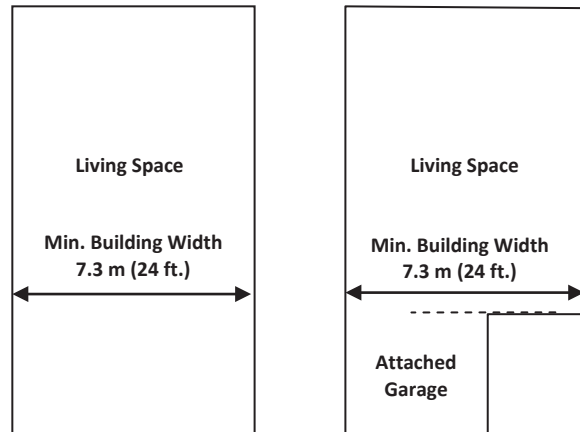 Living Space
Min. Building Width
7.3 m (24 ft.)
Living Space
Min. Building Width
7.3 m (24 ft.)
Attached
Garage